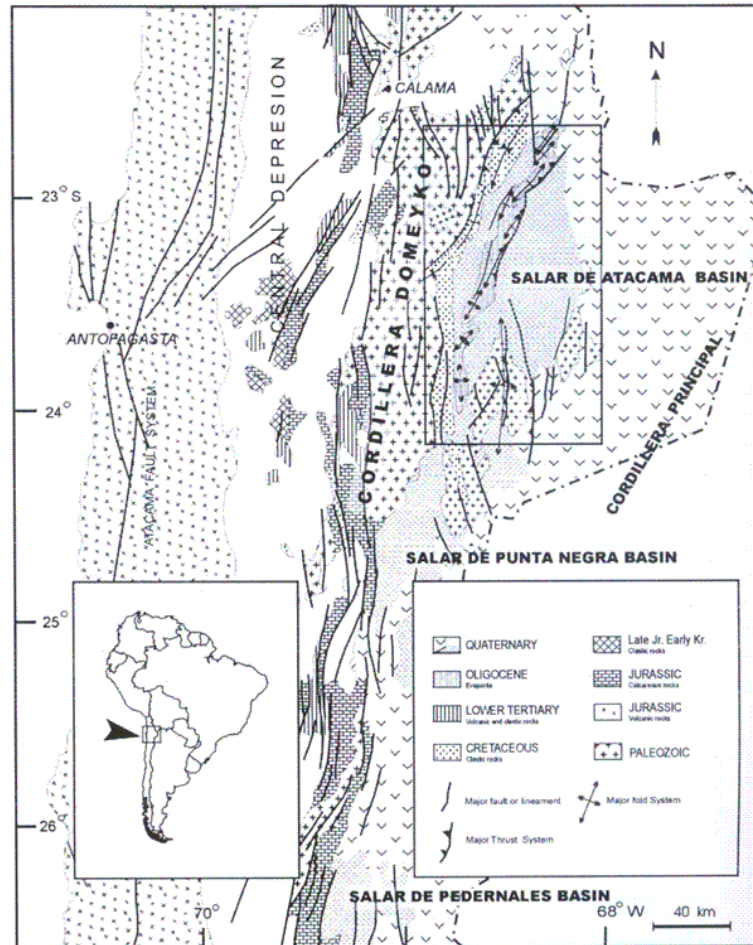 N
CALAMA
CENTRAL DEPRESION
23° S
CORDILLERA DOMEYKO
SALAR DE ATACAMA BASIN
ANTOPAGASTA
24°
ATACAMA FAULT SYSTEM
CORDILLERA PRINCIPAL
SALAR DE PUNTA NEGRA BASIN
25°
QUATERNARY
Late Jr. Early Kr.
Clastic rocks
OLIGOCENE
Evaporite
JURASSIC
Calcareous rocks
LOWER TERTIARY
Volcanic and clastic rocks
JURASSIC
Volcanic rocks
CRETACEOUS
Clastic rocks
PALEOZOIC
Major fault or lineament
Major fold System
Major Thrust System
26°
SALAR DE PEDERNALES BASIN
70°
68° W
40 km